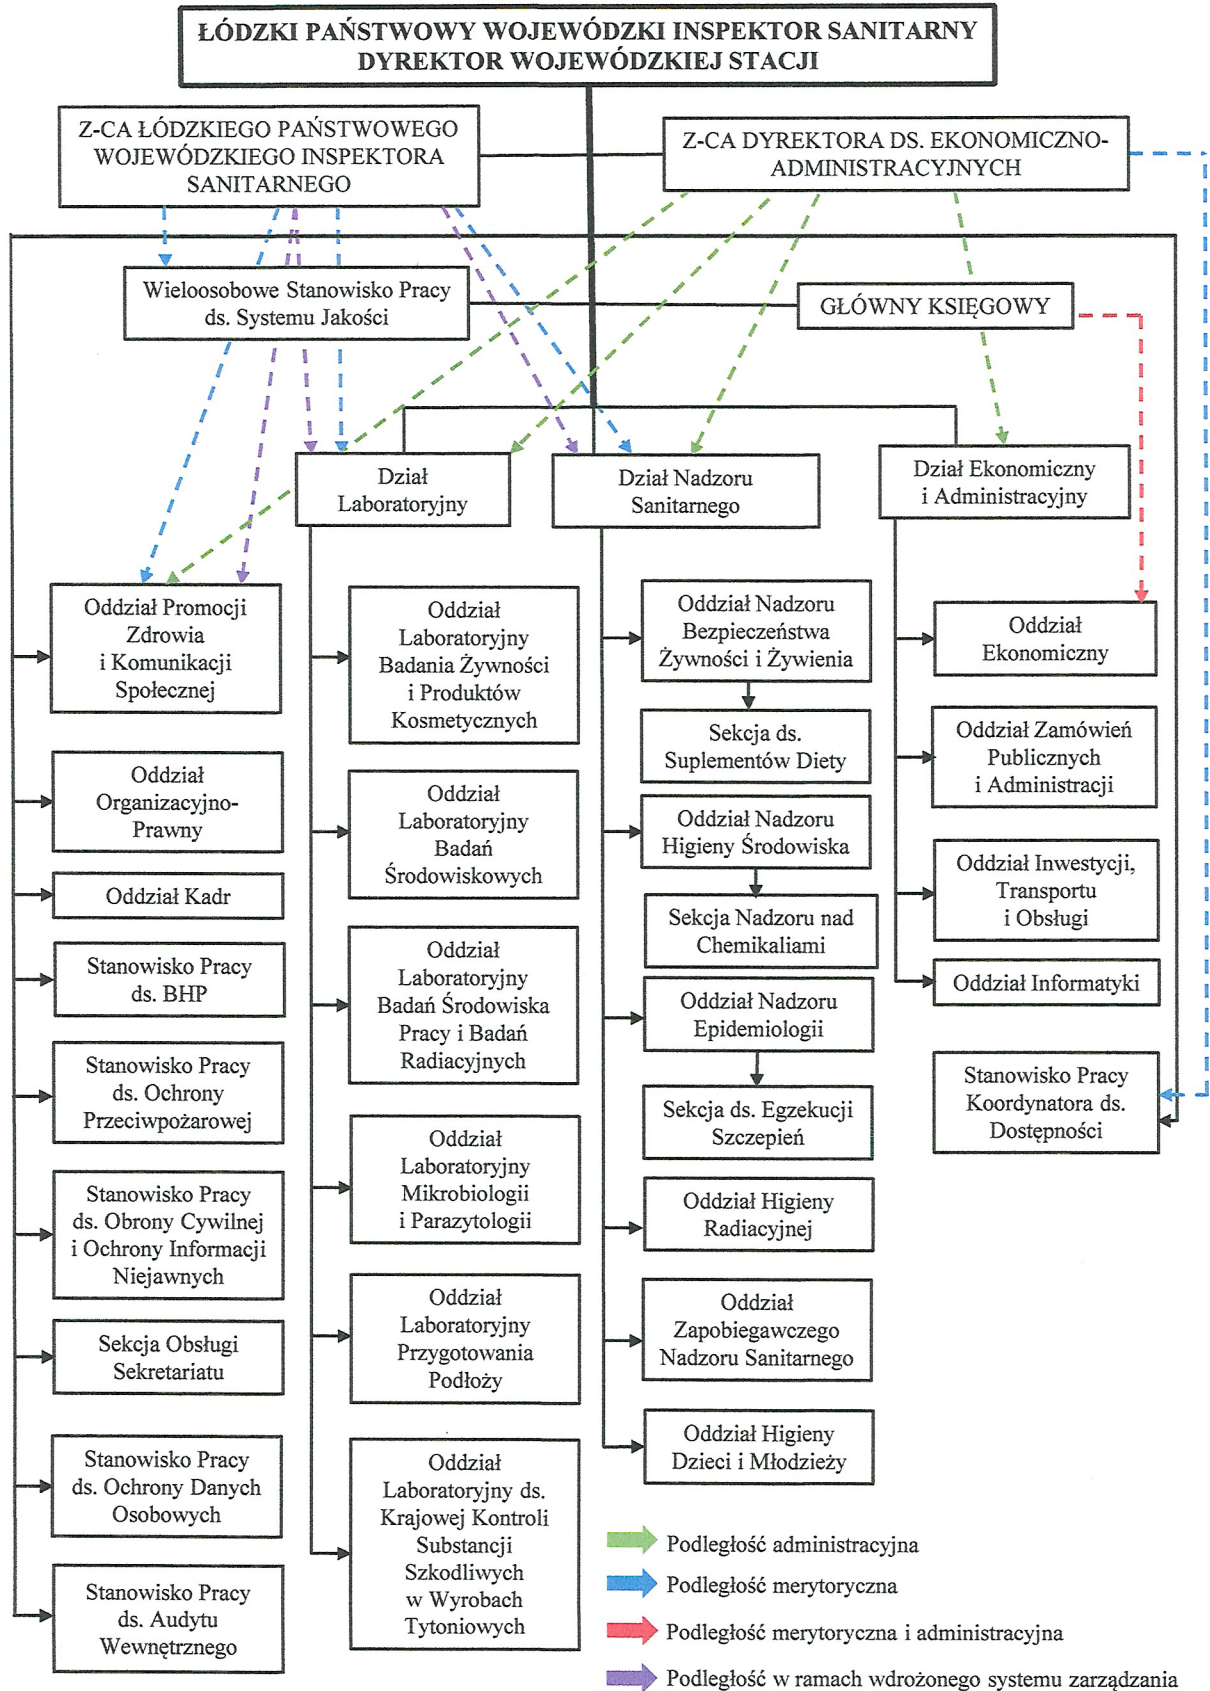 ŁÓDZKI PAŃSTWOWY WOJEWÓDZKI INSPEKTOR SANITARNY
DYREKTOR WOJEWÓDZKIEJ STACJI
Z-CA ŁÓDZKIEGO PAŃSTWOWEGO
WOJEWÓDZKIEGO INSPEKTORA
SANITARNEGO
Z-CA DYREKTORA DS. EKONOMICZNO-
ADMINISTRACYJNYCH
Wieloosobowe Stanowisko Pracy
ds. Systemu Jakości
GŁÓWNY KSIĘGOWY
Dział
Laboratoryjny
Dział Nadzoru
Sanitarnego
Dział Ekonomiczny
i Administracyjny
Oddział Promocji
Zdrowia
i Komunikacji
Społecznej
Oddział
Organizacyjno-
Prawny
Oddział Kadr
Stanowisko Pracy
ds. BHP
Stanowisko Pracy
ds. Ochrony
Przeciwpożarowej
Stanowisko Pracy
ds. Obrony Cywilnej
i Ochrony Informacji
Niejawnych
Sekcja Obsługi
Sekretariatu
Stanowisko Pracy
ds. Ochrony Danych
Osobowych
Stanowisko Pracy
ds. Audytu
Wewnętrznego
Oddział
Laboratoryjny
Badania Żywności
i Produktów
Kosmetycznych
Oddział
Laboratoryjny
Badań
Środowiskowych
Oddział
Laboratoryjny
Badań Środowiska
Pracy i Badań
Radiacyjnych
Oddział
Laboratoryjny
Mikrobiologii
i Parazytologii
Oddział
Laboratoryjny
Przygotowania
Podłoży
Oddział
Laboratoryjny ds.
Krajowej Kontroli
Substancji
Szkodliwych
w Wyrobach
Tytoniowych
Oddział Nadzoru
Bezpieczeństwa
Żywności i Żywienia
Sekcja ds.
Suplementów Diety
Oddział Nadzoru
Higieny Środowiska
Sekcja Nadzoru nad
Chemikaliami
Oddział Nadzoru
Epidemiologii
Sekcja ds. Egzekucji
Szczepień
Oddział Higieny
Radiacyjnej
Oddział
Zapobiegawczego
Nadzoru Sanitarnego
Oddział Higieny
Dzieci i Młodzieży
Oddział
Ekonomiczny
Oddział Zamówień
Publicznych
i Administracji
Oddział Inwestycji,
Transportu
i Obsługi
Oddział Informatyki
Stanowisko Pracy
Koordynatora ds.
Dostępności
Podległość administracyjna
Podległość merytoryczna
Podległość merytoryczna i administracyjna
Podległość w ramach wdrożonego systemu zarządzania